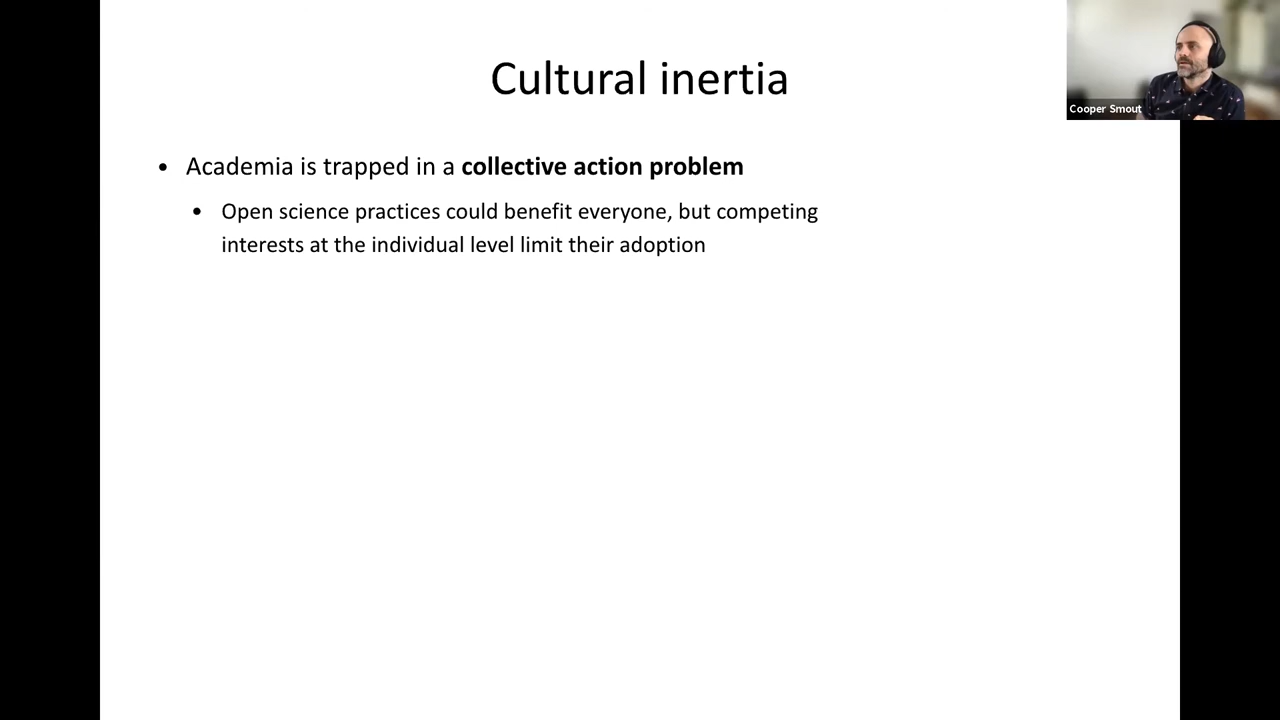 Cultural inertia
Cooper Smout
• Academia is trapped in a collective action problem
• Open science practices could benefit everyone, but competing
interests at the individual level limit their adoption